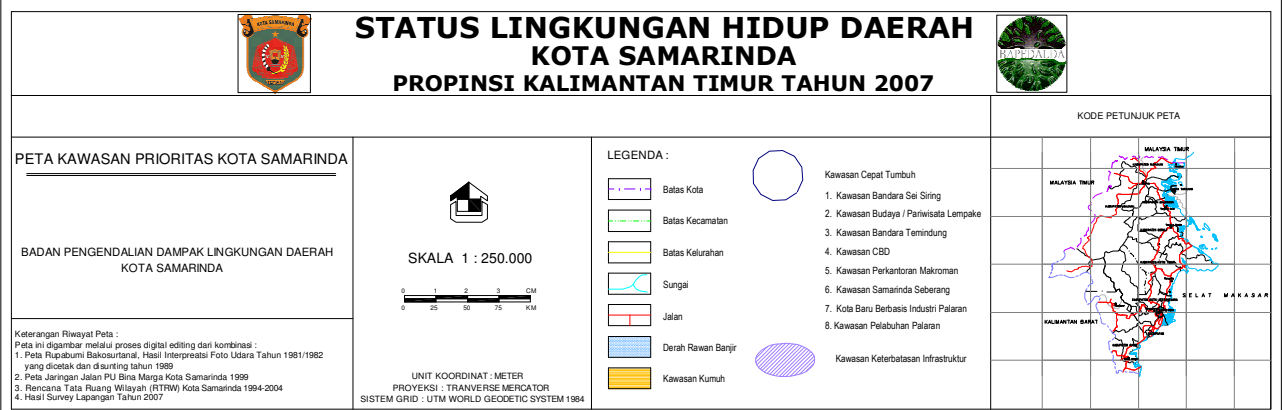 KOTA SAMARINDA
BAPEDALDA
STATUS LINGKUNGAN HIDUP DAERAH
KOTA SAMARINDA
PROPINSI KALIMANTAN TIMUR TAHUN 2007
KODE PETUNJUK PETA
PETA KAWASAN PRIORITAS KOTA SAMARINDA
BADAN PENGENDALIAN DAMPAK LINGKUNGAN DAERAH
KOTA SAMARINDA
Keterangan Riwayat Peta :
Peta ini digambar melalui proses digital editing dari kombinasi :
1. Peta Rupabumi Bakosurtanal, Hasil Interpreatsi Foto Udara Tahun 1981/1982
yang dicetak dan disunting tahun 1989
2. Peta Jaringan Jalan PU Bina Marga Kota Samarinda 1999
3. Rencana Tata Ruang Wilayah (RTRW) Kota Samarinda 1994-2004
4. Hasil Survey Lapangan Tahun 2007
SKALA 1 : 250.000
0 1 2 3 CM
0 25 50 75 KM
UNIT KOORDINAT : METER
PROYEKSI : TRANVERSE MERCATOR
SISTEM GRID : UTM WORLD GEODETIC SYSTEM 1984
LEGENDA :
Batas Kota
Batas Kecamatan
Batas Kelurahan
Sungai
Jalan
Derah Rawan Banjir
Kawasan Kumuh
Kawasan Cepat Tumbuh
1. Kawasan Bandara Sei Siring
2. Kawasan Budaya / Pariwisata Lempake
3. Kawasan Bandara Temindung
4. Kawasan CBD
5. Kawasan Perkantoran Makroman
6. Kawasan Samarinda Seberang
7. Kota Baru Berbasis Industri Palaran
8. Kawasan Pelabuhan Palaran
Kawasan Keterbatasan Infrastruktur
MALAYSIA TIMUR
MALAYSIA TIMUR
SELAT MAKASAR
KALIMANTAN BARAT